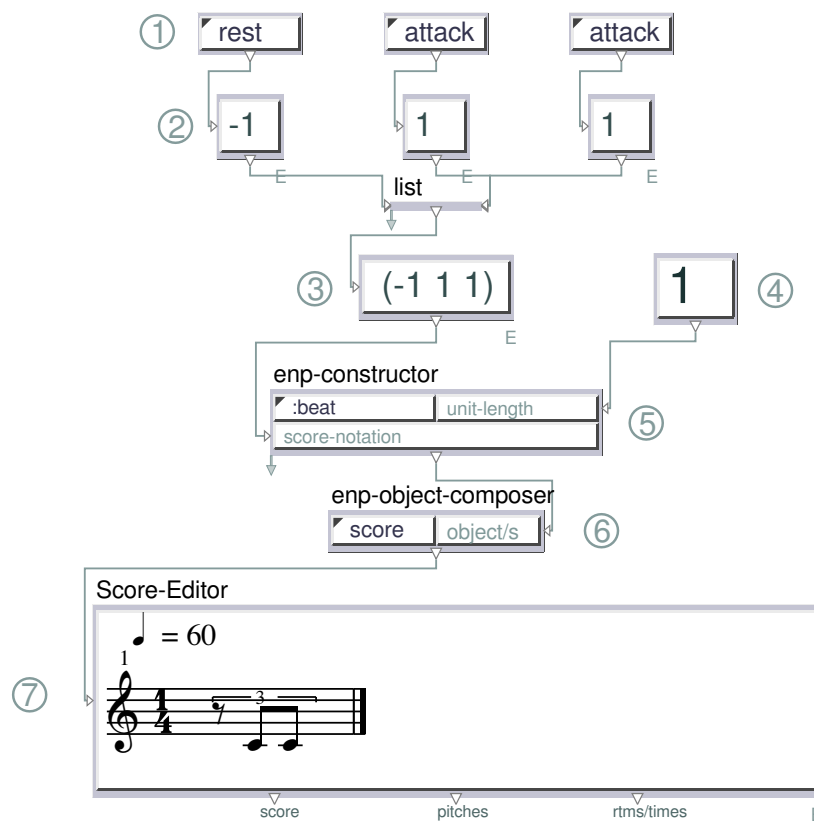 ① rest attack attack
② -1 1 1
E E E
list
③ (-1 1 1) 1 ④
E
enp-constructor
:beat unit-length ⑤
score-notation
enp-object-composer
score object/s ⑥
Score-Editor
= 60
1
⑦ 1 3
4
score pitches rtms/times